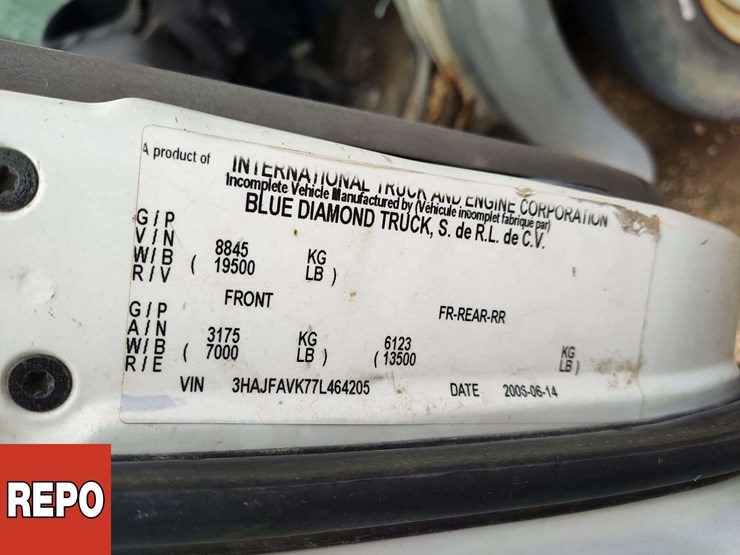 A product of INTERNATIONAL TRUCK AND ENGINE CORPORATION
Incomplete Vehicle Manufactured by (Véhicule incomplet fabrique par)
BLUE DIAMOND TRUCK, S. de R.L. de C.V.
G/P
V/N 8845 KG
W/B ( 19500 LB )
R/V
FRONT FR-REAR-RR
G/P
A/N 3175 KG 6123 KG
W/B ( 7000 LB ) ( 13500 LB )
R/E
VIN 3HAJFAVK77L464205 DATE 2005-06-14
REPO